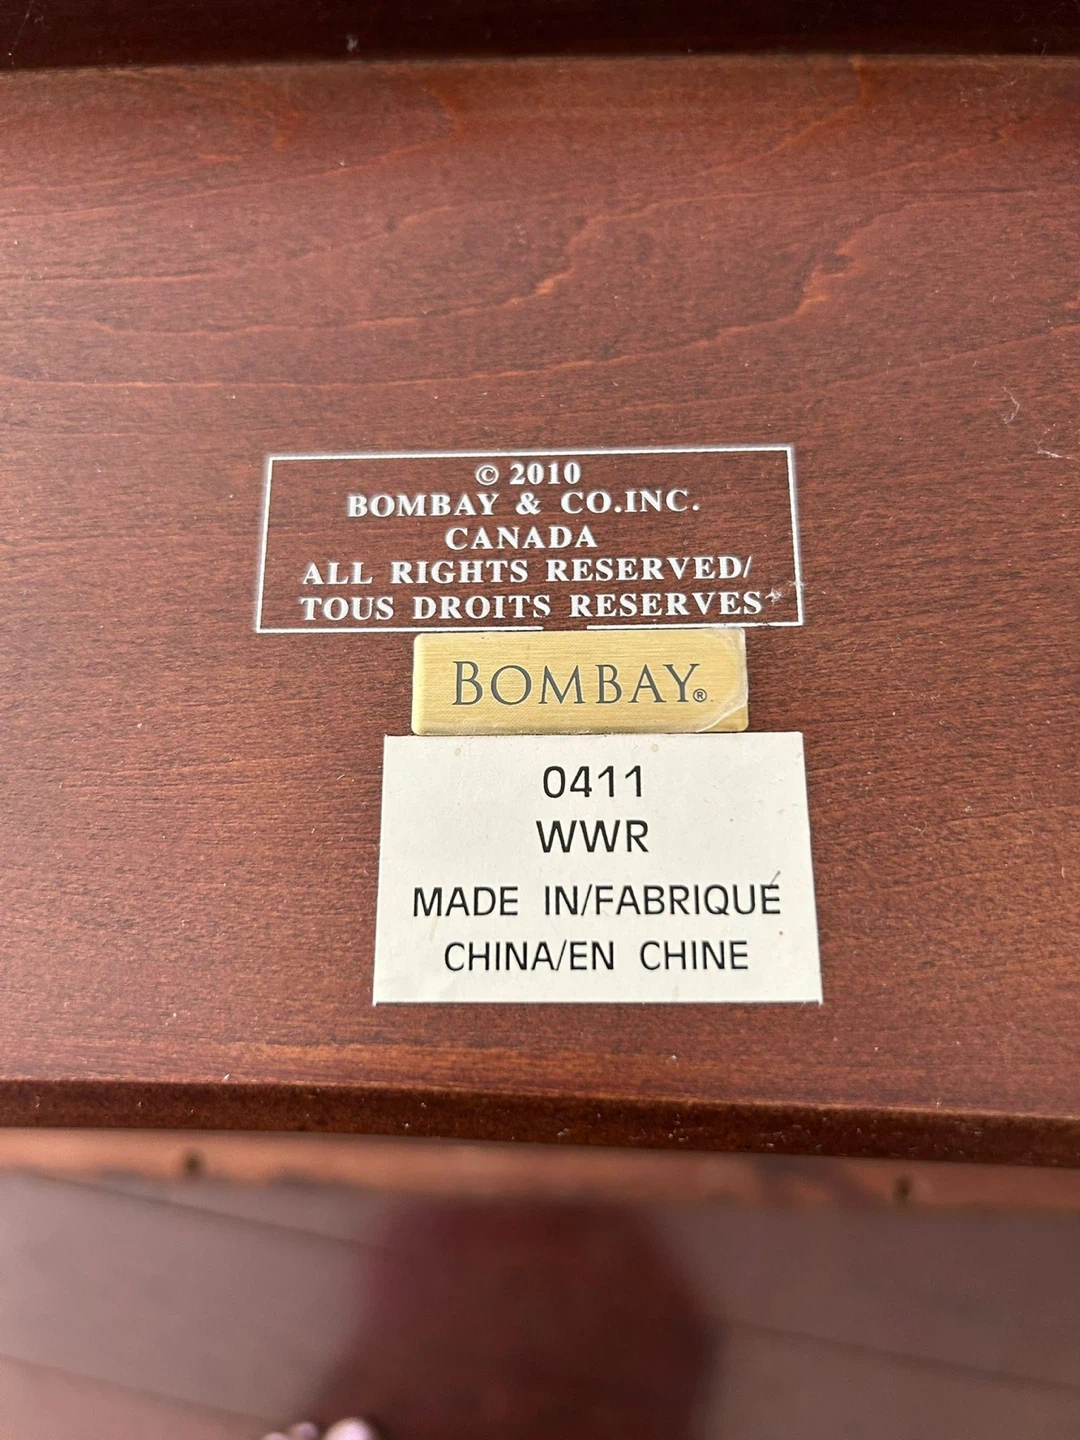 © 2010
BOMBAY & CO.INC.
CANADA
ALL RIGHTS RESERVED/
TOUS DROITS RESERVES
BOMBAY®
0411
WWR
MADE IN/FABRIQUÉ
CHINA/EN CHINE